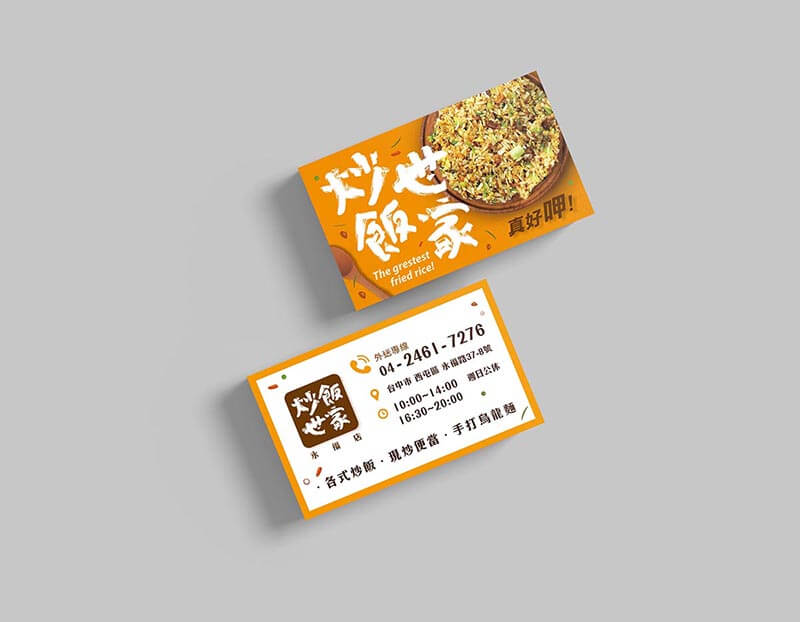 炒飯
世家
The grestest
fried rice!
真好呷!
外送專線
04-2461-7276
台中市 西屯區 永福路37-8號
10:00~14:00 週日公休
16:30~20:00
炒飯
世家
永福店
·各式炒飯·現炒便當·手打烏龍麵